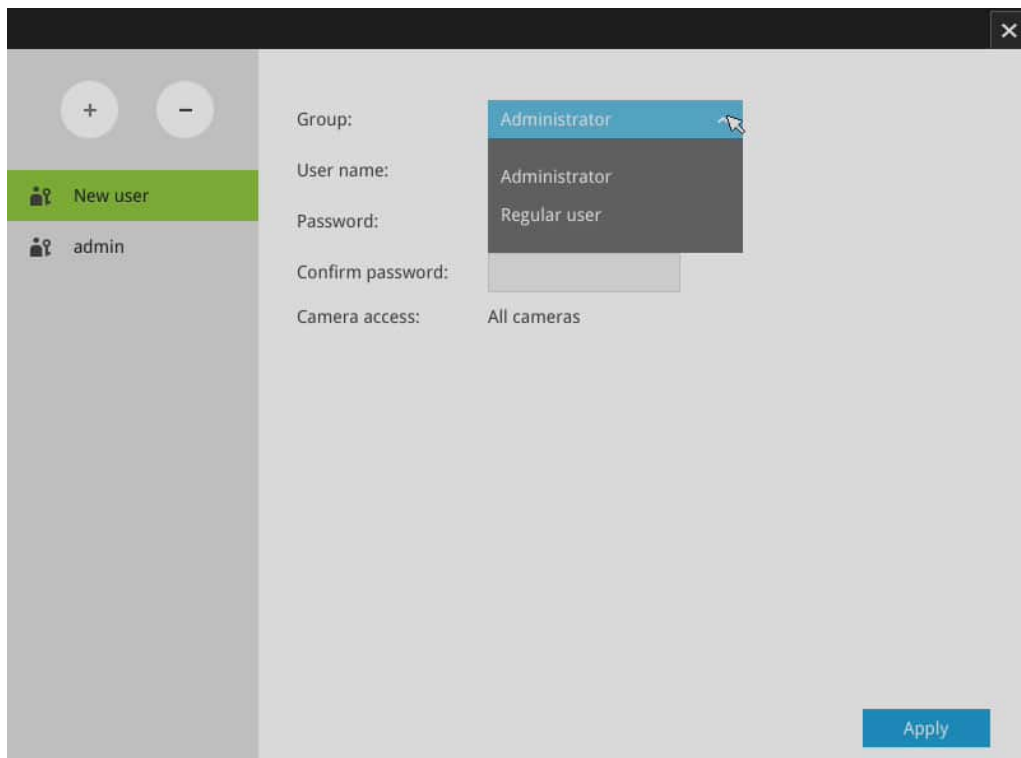 Group:
Administrator
User name:
Administrator
New user
Regular user
Password:
admin
Confirm password:
Camera access:
All cameras
Apply